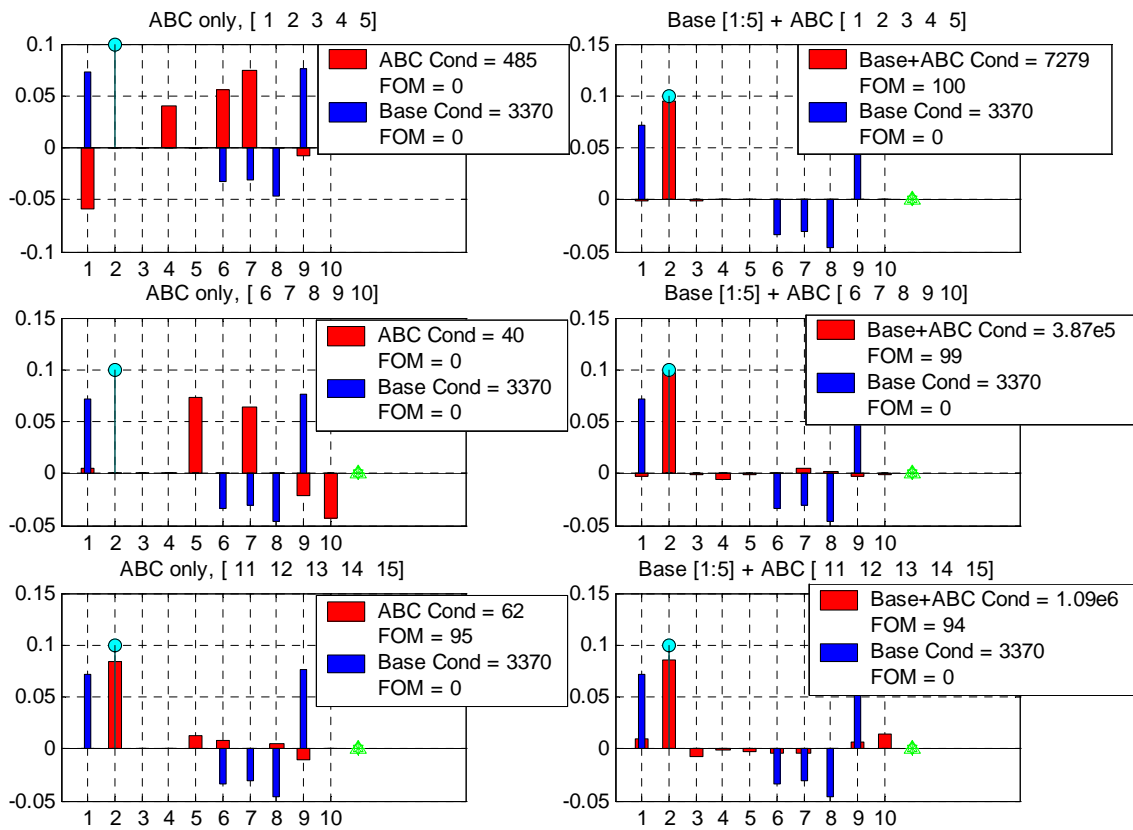 ABC only, [ 1 2 3 4 5]
0.1
0.05
0
-0.05
-0.1
ABC Cond = 485
FOM = 0
Base Cond = 3370
FOM = 0
1 2 3 4 5 6 7 8 9 10
Base [1:5] + ABC [ 1 2 3 4 5]
0.15
0.1
0.05
0
-0.05
Base+ABC Cond = 7279
FOM = 100
Base Cond = 3370
FOM = 0
1 2 3 4 5 6 7 8 9 10
ABC only, [ 6 7 8 9 10]
0.15
0.1
0.05
0
-0.05
ABC Cond = 40
FOM = 0
Base Cond = 3370
FOM = 0
1 2 3 4 5 6 7 8 9 10
Base [1:5] + ABC [ 6 7 8 9 10]
0.15
0.1
0.05
0
-0.05
Base+ABC Cond = 3.87e5
FOM = 99
Base Cond = 3370
FOM = 0
1 2 3 4 5 6 7 8 9 10
ABC only, [ 11 12 13 14 15]
0.15
0.1
0.05
0
-0.05
ABC Cond = 62
FOM = 95
Base Cond = 3370
FOM = 0
1 2 3 4 5 6 7 8 9 10
Base [1:5] + ABC [ 11 12 13 14 15]
0.15
0.1
0.05
0
-0.05
Base+ABC Cond = 1.09e6
FOM = 94
Base Cond = 3370
FOM = 0
1 2 3 4 5 6 7 8 9 10